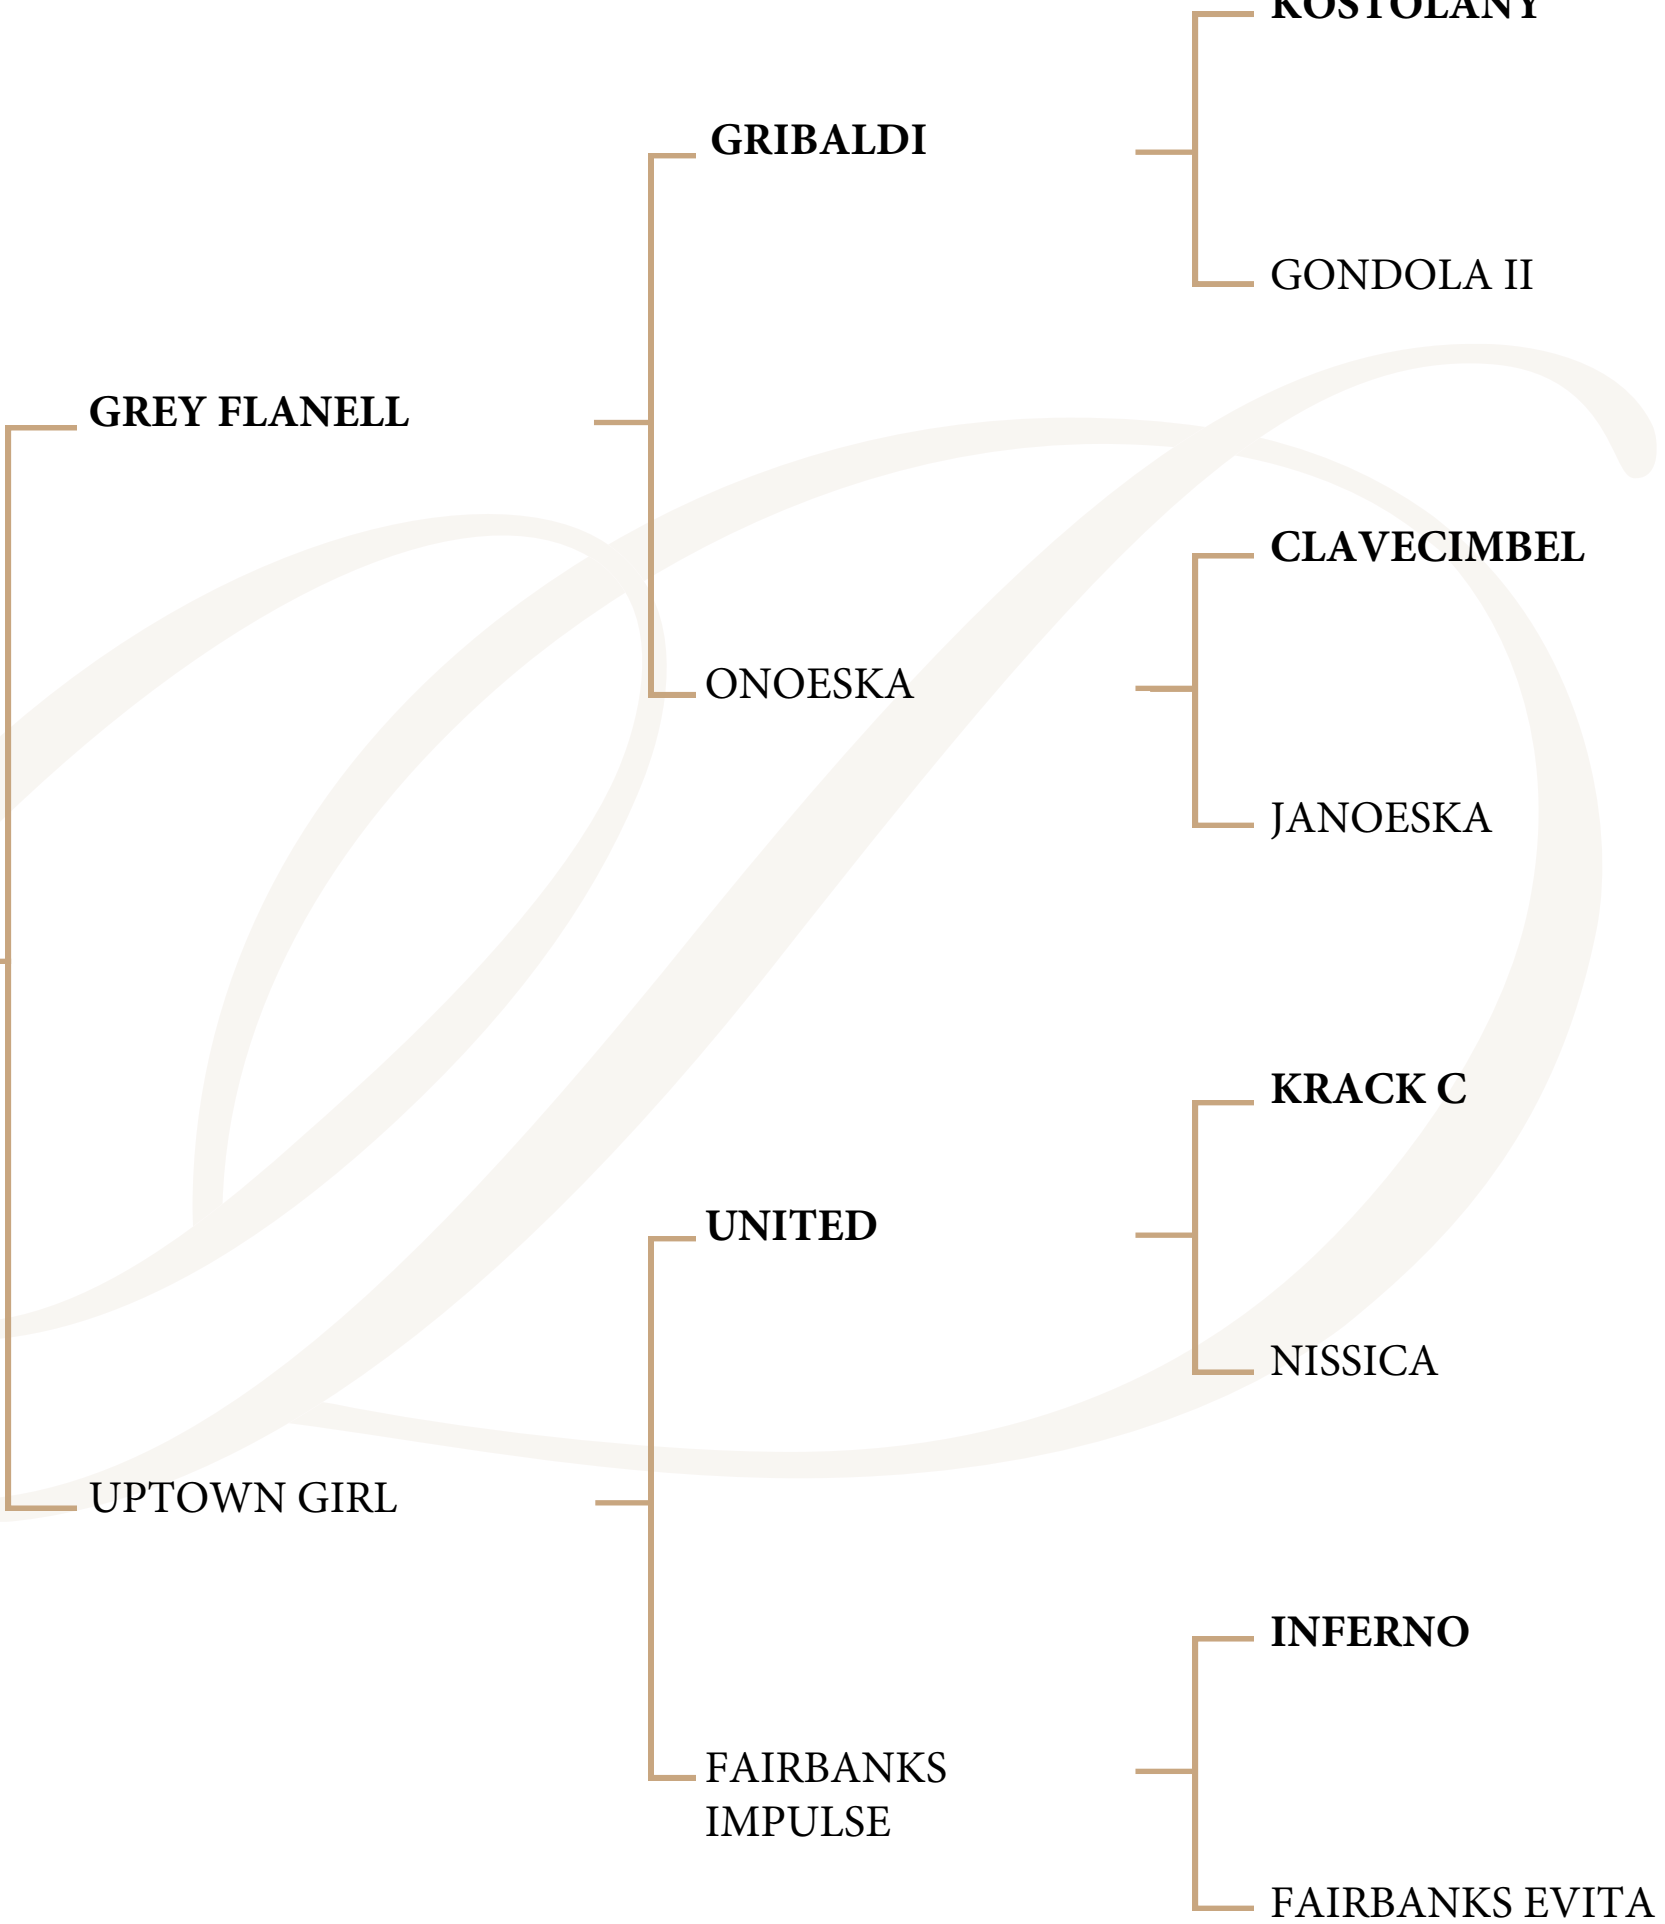 KOSTOLANY
GRIBALDI
GONDOLA II
GREY FLANELL
CLAVECIMBEL
ONOESKA
JANOESKA
KRACK C
UNITED
NISSICA
UPTOWN GIRL
INFERNO
FAIRBANKS
IMPULSE
FAIRBANKS EVITA